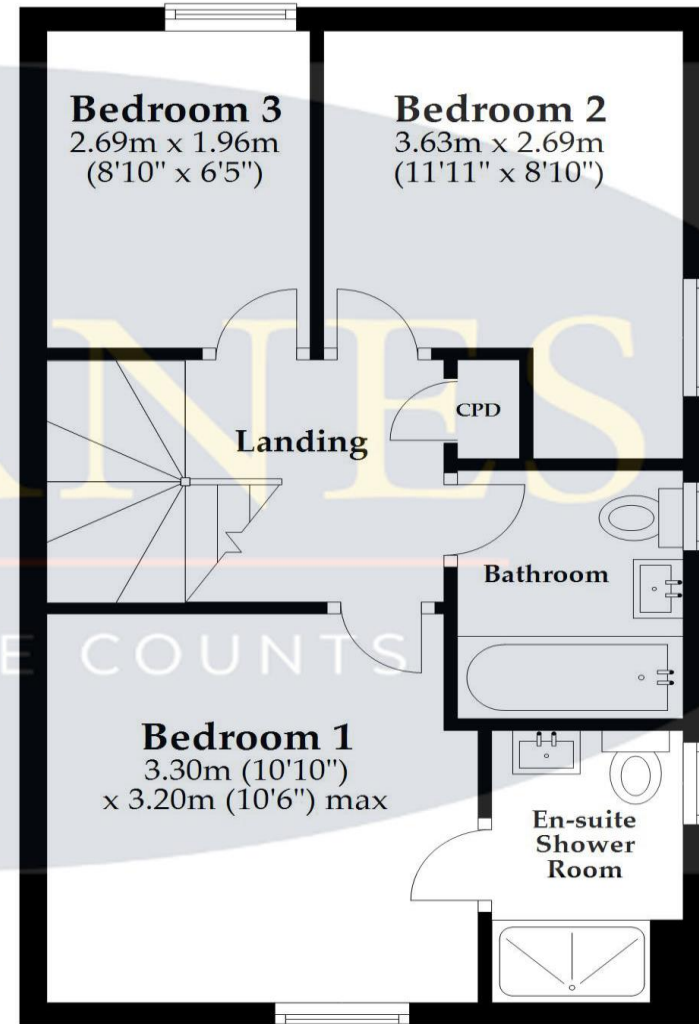 Bedroom 3
2.69m x 1.96m
(8'10" x 6'5")
Bedroom 2
3.63m x 2.69m
(11'11" x 8'10")
CPD
Landing
ANES
Bathroom
E COUNTS
Bedroom 1
3.30m (10'10")
x 3.20m (10'6") max
En-suite
Shower
Room